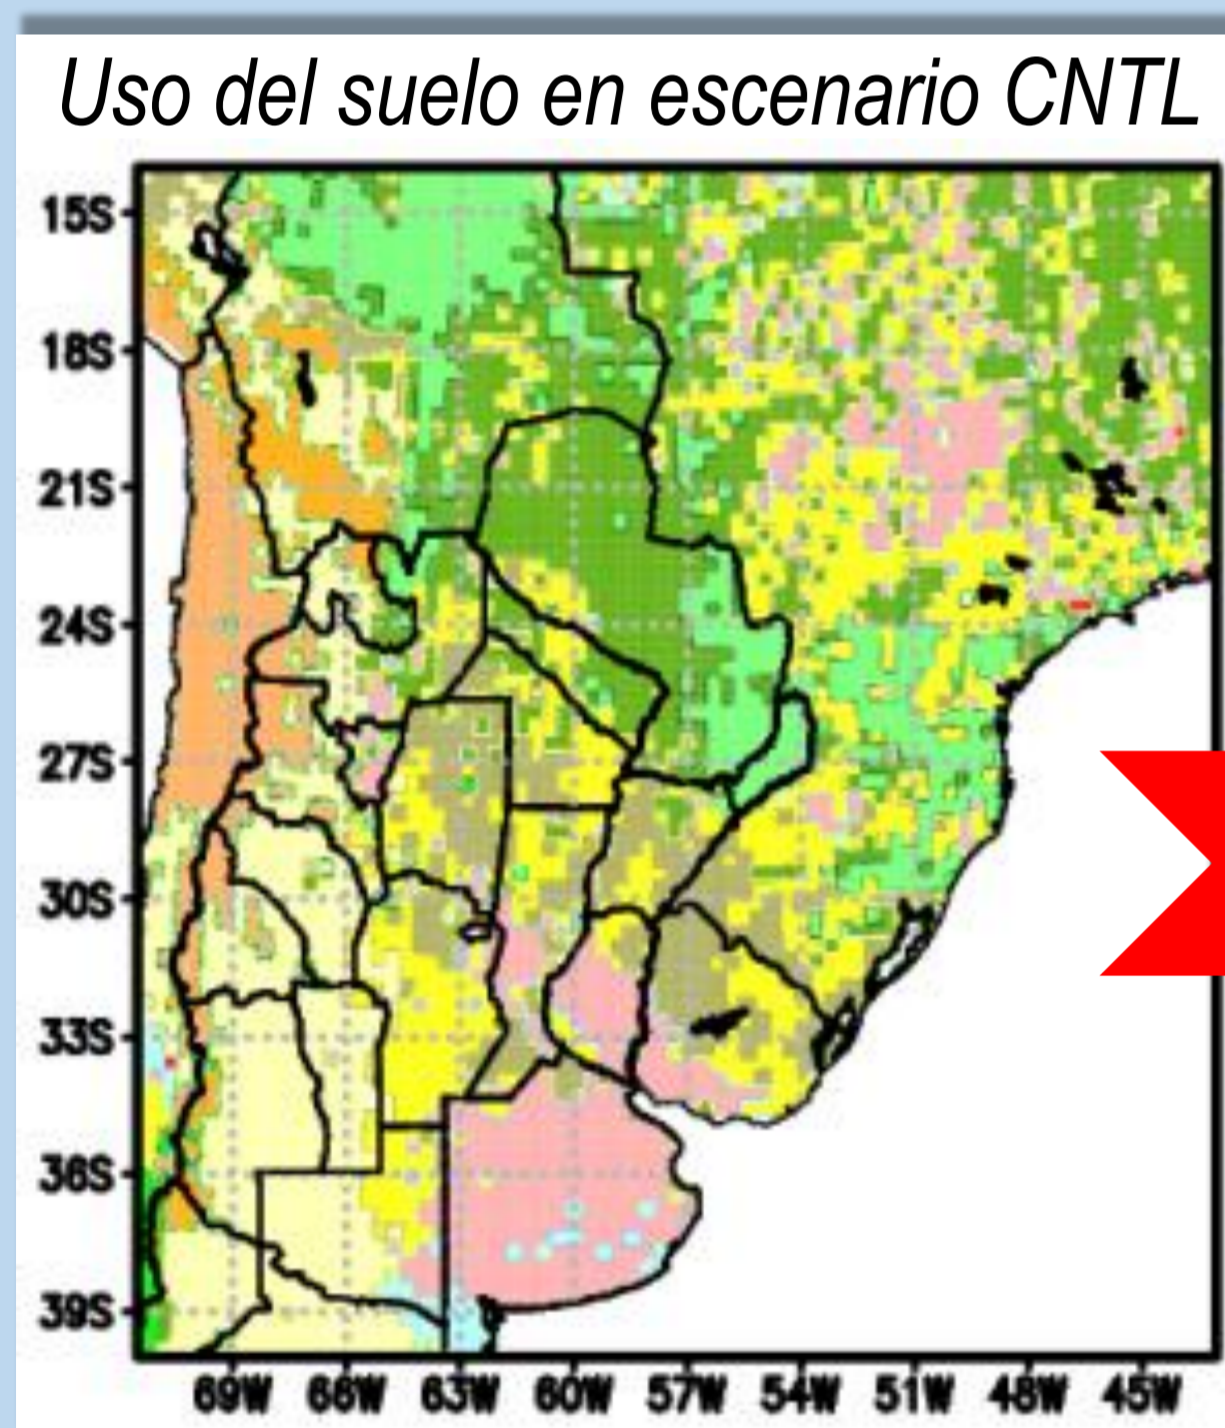 Uso del suelo en escenario CNTL
15S
18S
21S
24S
27S
30S
33S
36S
39S
69W 66W 63W 60W 57W 54W 51W 48W 45W